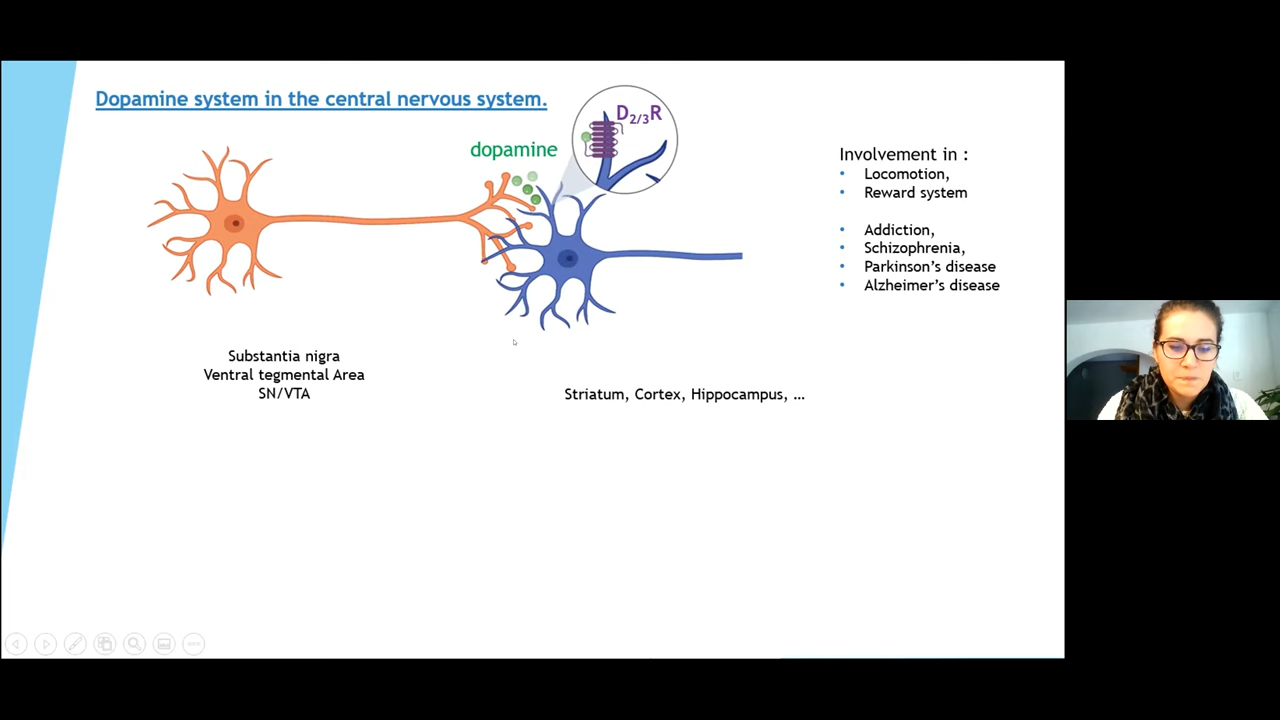 Dopamine system in the central nervous system.
D2/3R
dopamine
Involvement in :
• Locomotion,
• Reward system
• Addiction,
• Schizophrenia,
• Parkinson's disease
• Alzheimer's disease
Substantia nigra
Ventral tegmental Area
SN/VTA
Striatum, Cortex, Hippocampus, ...